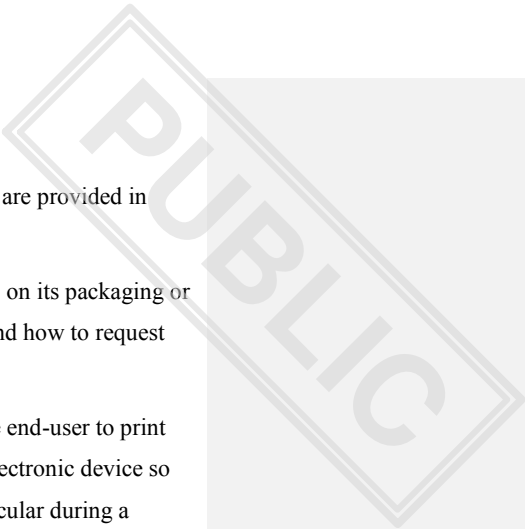 are provided in
on its packaging or
nd how to request
end-user to print
ectronic device so
cular during a
PUBLIC